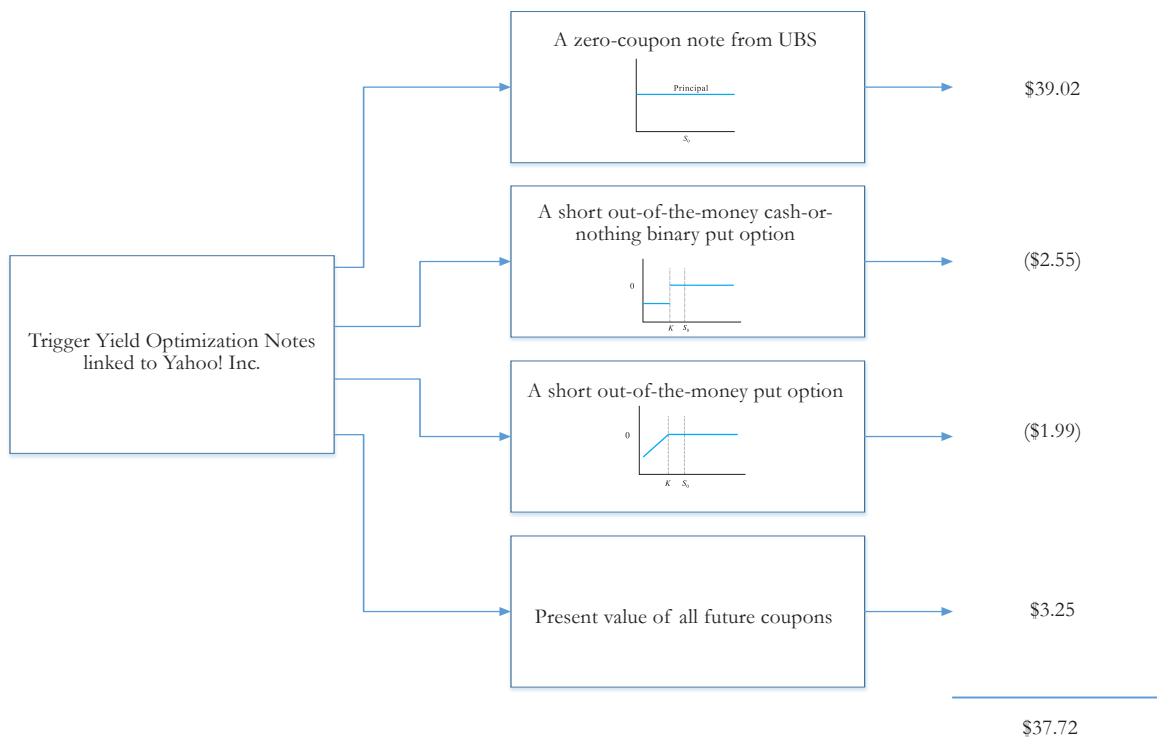 A zero-coupon note from UBS
Principal
S0
$39.02
A short out-of-the-money cash-or-
nothing binary put option
0
K
S0
($2.55)
Trigger Yield Optimization Notes
linked to Yahoo! Inc.
A short out-of-the-money put option
0
K
S0
($1.99)
Present value of all future coupons
$3.25
$37.72